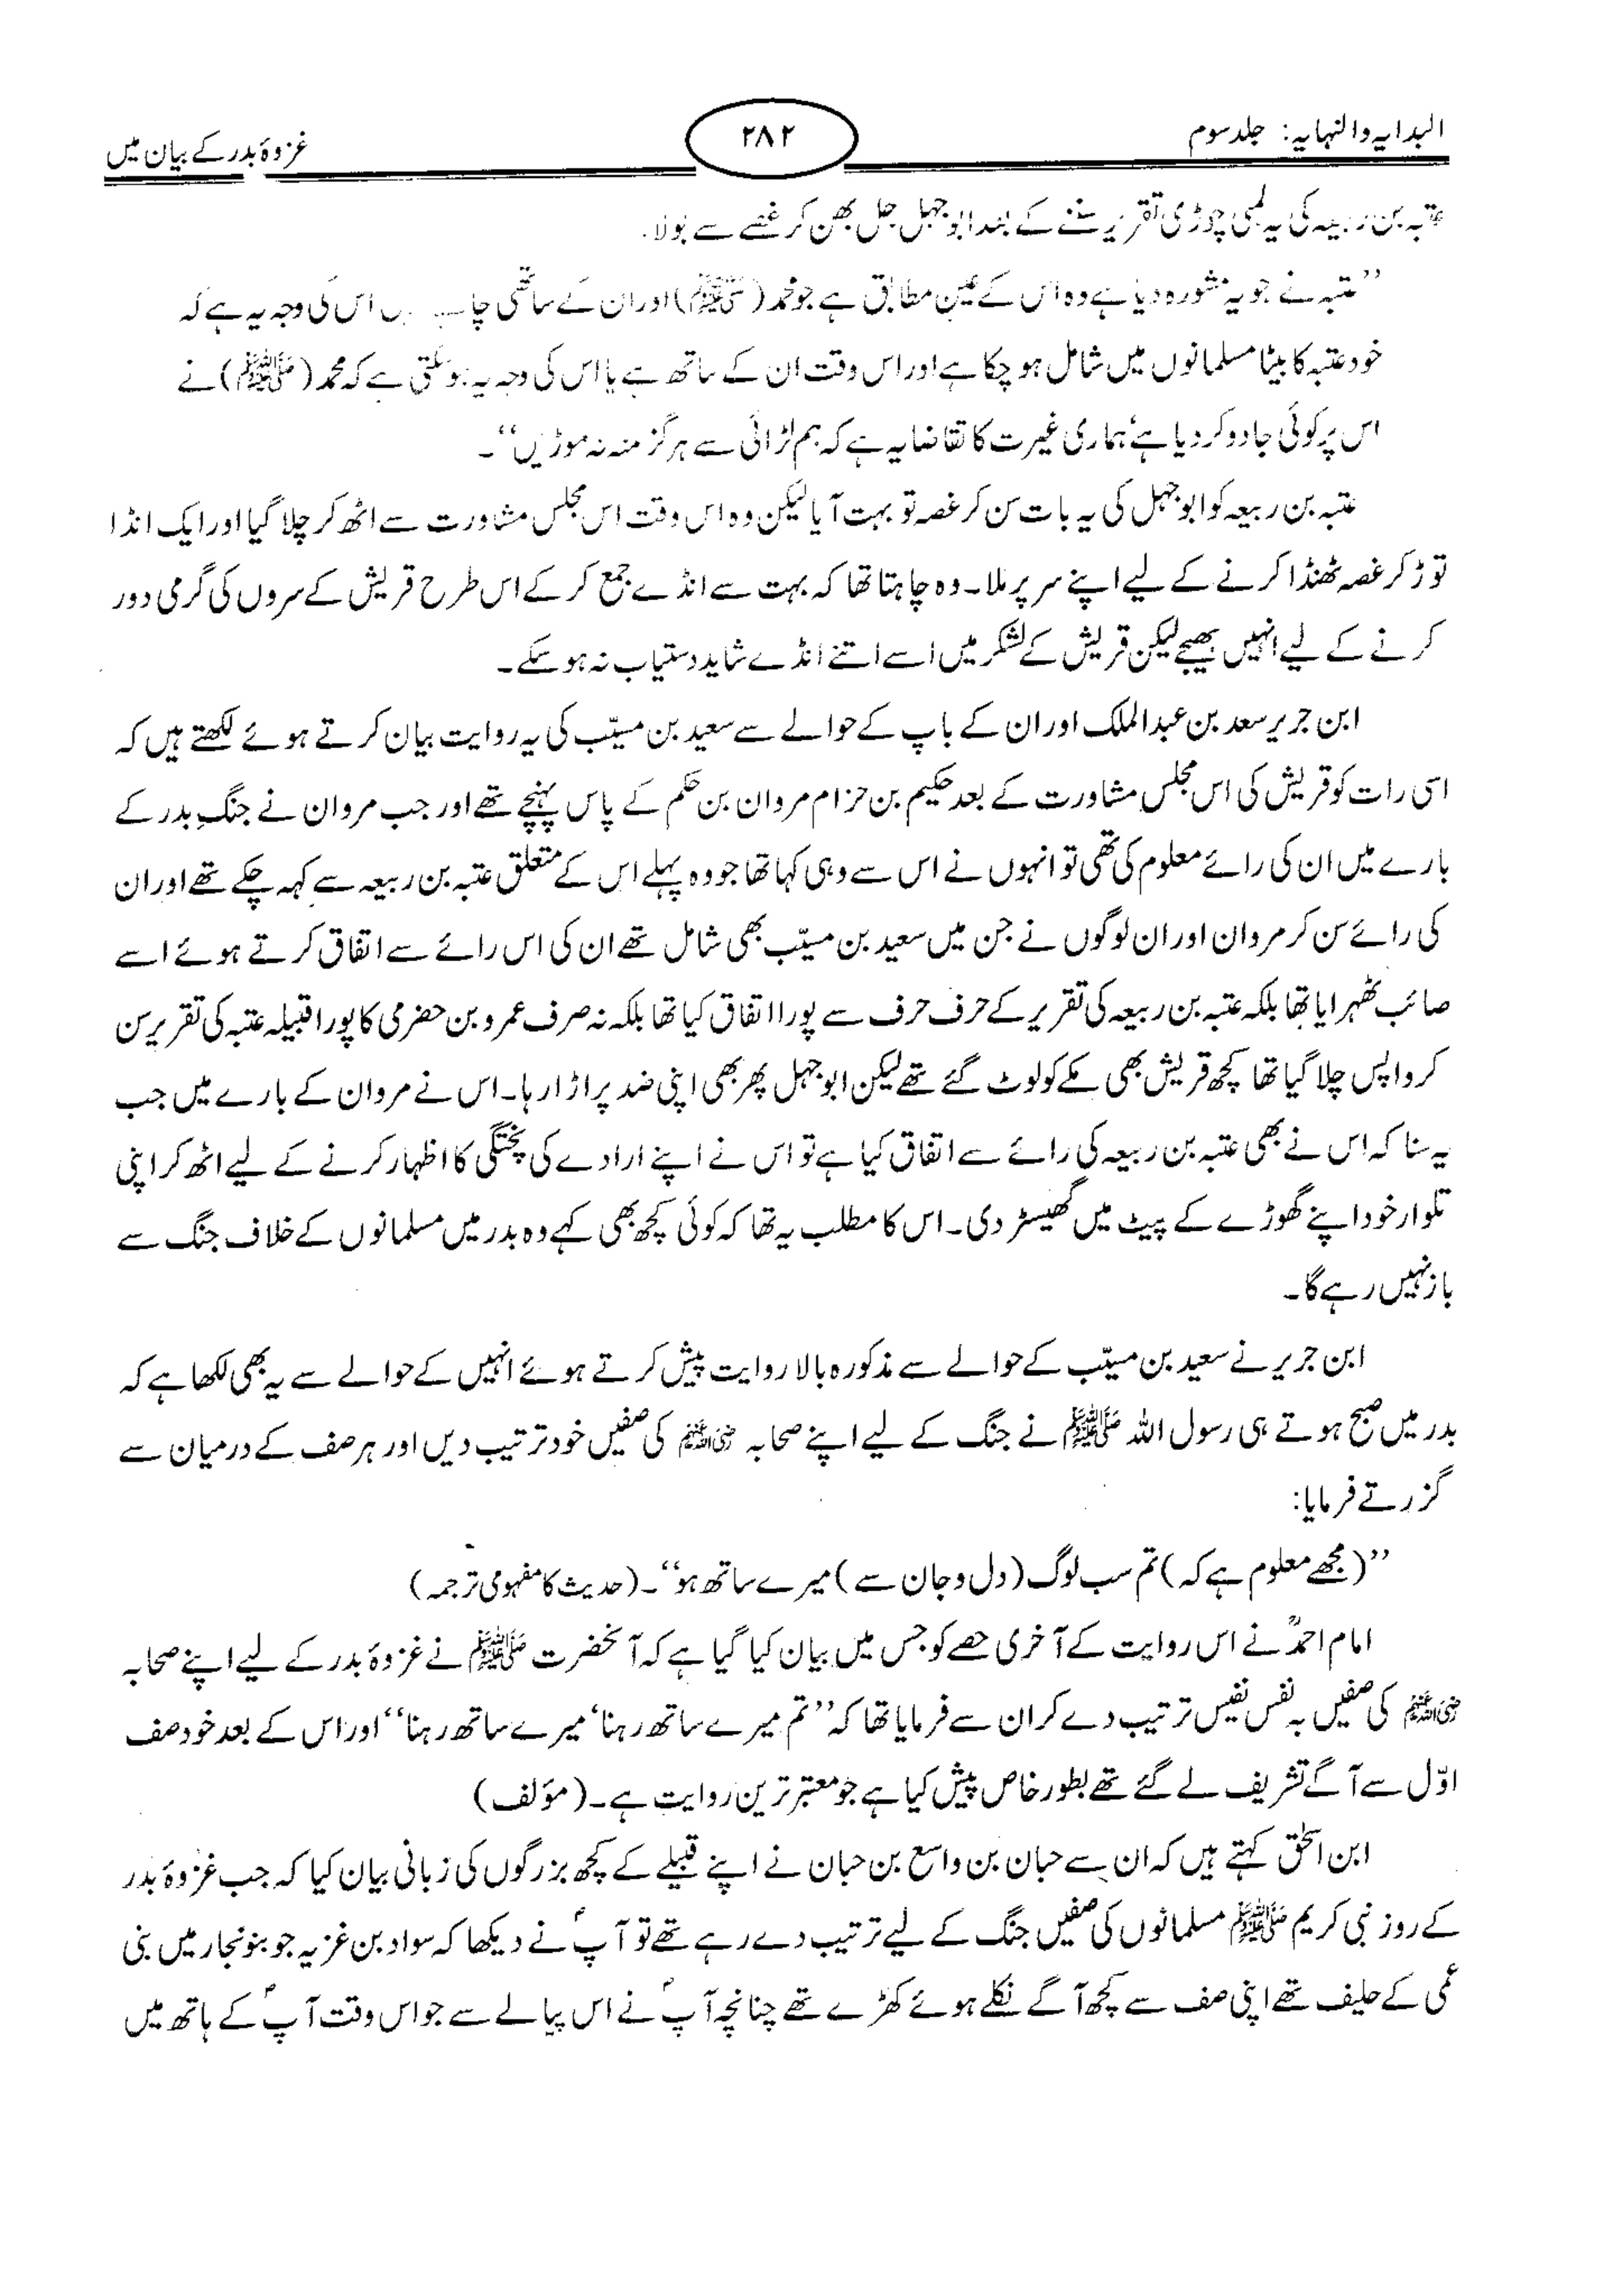 البدایہ والنہایہ: جلد سوم
۲۸۲
غزوۂ بدر کے بیان میں
عتبہ بن ربیعہ کی یہ لمبی چوڑی تقریر سننے کے بعد ابوجہل جل بھن کر غصے سے بولا.
’’عتبہ نے جو یہ مشورہ دیا ہے وہ اس کے عین مطابق ہے جو محمد (ﷺ) اور ان کے ساتھی اس کی وجہ یہ ہے کہ
خود عتبہ کا بیٹا مسلمانوں میں شامل ہو چکا ہے اور اس وقت ان کے ساتھ ہے یا اس کی وجہ یہ ہو سکتی ہے کہ محمد (ﷺ) نے
اس پر کوئی جادو کر دیا ہے‘ ہماری غیرت کا تقاضا یہ ہے کہ ہم لڑائی سے ہرگز منہ نہ موڑیں‘‘۔
عتبہ بن ربیعہ کو ابوجہل کی یہ بات سن کر غصہ تو بہت آیا لیکن وہ اس وقت اس مجلس مشاورت سے اٹھ کر چلا گیا اور ایک انڈا
توڑ کر غصہ ٹھنڈا کرنے کے لیے اپنے سر پر ملا۔ وہ چاہتا تھا کہ بہت سے انڈے جمع کر کے اس طرح قریش کے سروں کی گرمی دور
کرنے کے لیے انہیں بھیجے لیکن قریش کے لشکر میں اسے اتنے انڈے شاید دستیاب نہ ہو سکے۔
ابن جریر سعد بن عبدالملک اور ان کے باپ کے حوالے سے سعید بن مسیّب کی یہ روایت بیان کرتے ہوئے لکھتے ہیں کہ
اسی رات کو قریش کی اس مجلس مشاورت کے بعد حکیم بن حزام مروان بن حکم کے پاس پہنچے تھے اور جب مروان نے جنگِ بدر کے
بارے میں ان کی رائے معلوم کی تھی تو انہوں نے اس سے وہی کہا تھا جو وہ پہلے اس کے متعلق عتبہ بن ربیعہ سے کہہ چکے تھے اور ان
کی رائے سن کر مروان اور ان لوگوں نے جن میں سعید بن مسیّب بھی شامل تھے ان کی اس رائے سے اتفاق کرتے ہوئے اسے
صائب ٹھہرایا تھا بلکہ عتبہ بن ربیعہ کی تقریر کے حرف حرف سے پورا اتفاق کیا تھا بلکہ نہ صرف عمرو بن حضرمی کا پورا قبیلہ عتبہ کی تقریر سن
کر واپس چلا گیا تھا کچھ قریش بھی مکے کو لوٹ گئے تھے لیکن ابوجہل پھر بھی اپنی ضد پر اڑا رہا۔ اس نے مروان کے بارے میں جب
یہ سنا کہ اس نے بھی عتبہ بن ربیعہ کی رائے سے اتفاق کیا ہے تو اس نے اپنے ارادے کی پختگی کا اظہار کرنے کے لیے اٹھ کر اپنی
تلوار خود اپنے گھوڑے کے پیٹ میں گھسیڑ دی۔ اس کا مطلب یہ تھا کہ کوئی کچھ بھی کہے وہ بدر میں مسلمانوں کے خلاف جنگ سے
باز نہیں رہے گا۔
ابن جریر نے سعید بن مسیّب کے حوالے سے مذکورہ بالا روایت پیش کرتے ہوئے انہیں کے حوالے سے یہ بھی لکھا ہے کہ
بدر میں صبح ہوتے ہی رسول اللہ ﷺ نے جنگ کے لیے اپنے صحابہ رضی اللہ عنہم کی صفیں خود ترتیب دیں اور ہر صف کے درمیان سے
گزرتے فرمایا:
’’(مجھے معلوم ہے کہ) تم سب لوگ (دل و جان سے) میرے ساتھ ہو‘‘۔ (حدیث کا مفہومی ترجمہ)
امام احمدؒ نے اس روایت کے آخری حصے کو جس میں بیان کیا گیا ہے کہ آنحضرت ﷺ نے غزوۂ بدر کے لیے اپنے صحابہ
رضی اللہ عنہم کی صفیں بہ نفس نفیس ترتیب دے کر ان سے فرمایا تھا کہ ’’تم میرے ساتھ رہنا‘ میرے ساتھ رہنا‘‘ اور اس کے بعد خود صف
اوّل سے آگے تشریف لے گئے تھے بطور خاص پیش کیا ہے جو معتبر ترین روایت ہے۔ (مؤلف)
ابن اسحٰق کہتے ہیں کہ ان سے حبان بن واسع بن حبان نے اپنے قبیلے کے کچھ بزرگوں کی زبانی بیان کیا کہ جب غزوۂ بدر
کے روز نبی کریم ﷺ مسلمانوں کی صفیں جنگ کے لیے ترتیب دے رہے تھے تو آپؐ نے دیکھا کہ سواد بن غزیہ جو بنونجار میں بنی
عمی کے حلیف تھے اپنی صف سے کچھ آگے نکلے ہوئے کھڑے تھے چنانچہ آپؐ نے اس پیالے سے جو اس وقت آپؐ کے ہاتھ میں